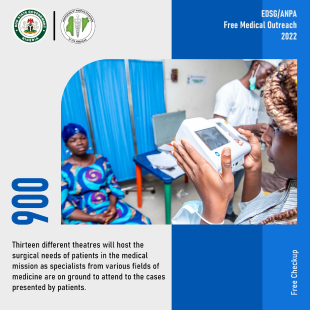 EDSG/ANPA
Free Medical Outreach
2022
900
Thirteen different theatres will host the
surgical needs of patients in the medical
mission as specialists from various fields of
medicine are on ground to attend to the cases
presented by patients.
Free Checkup